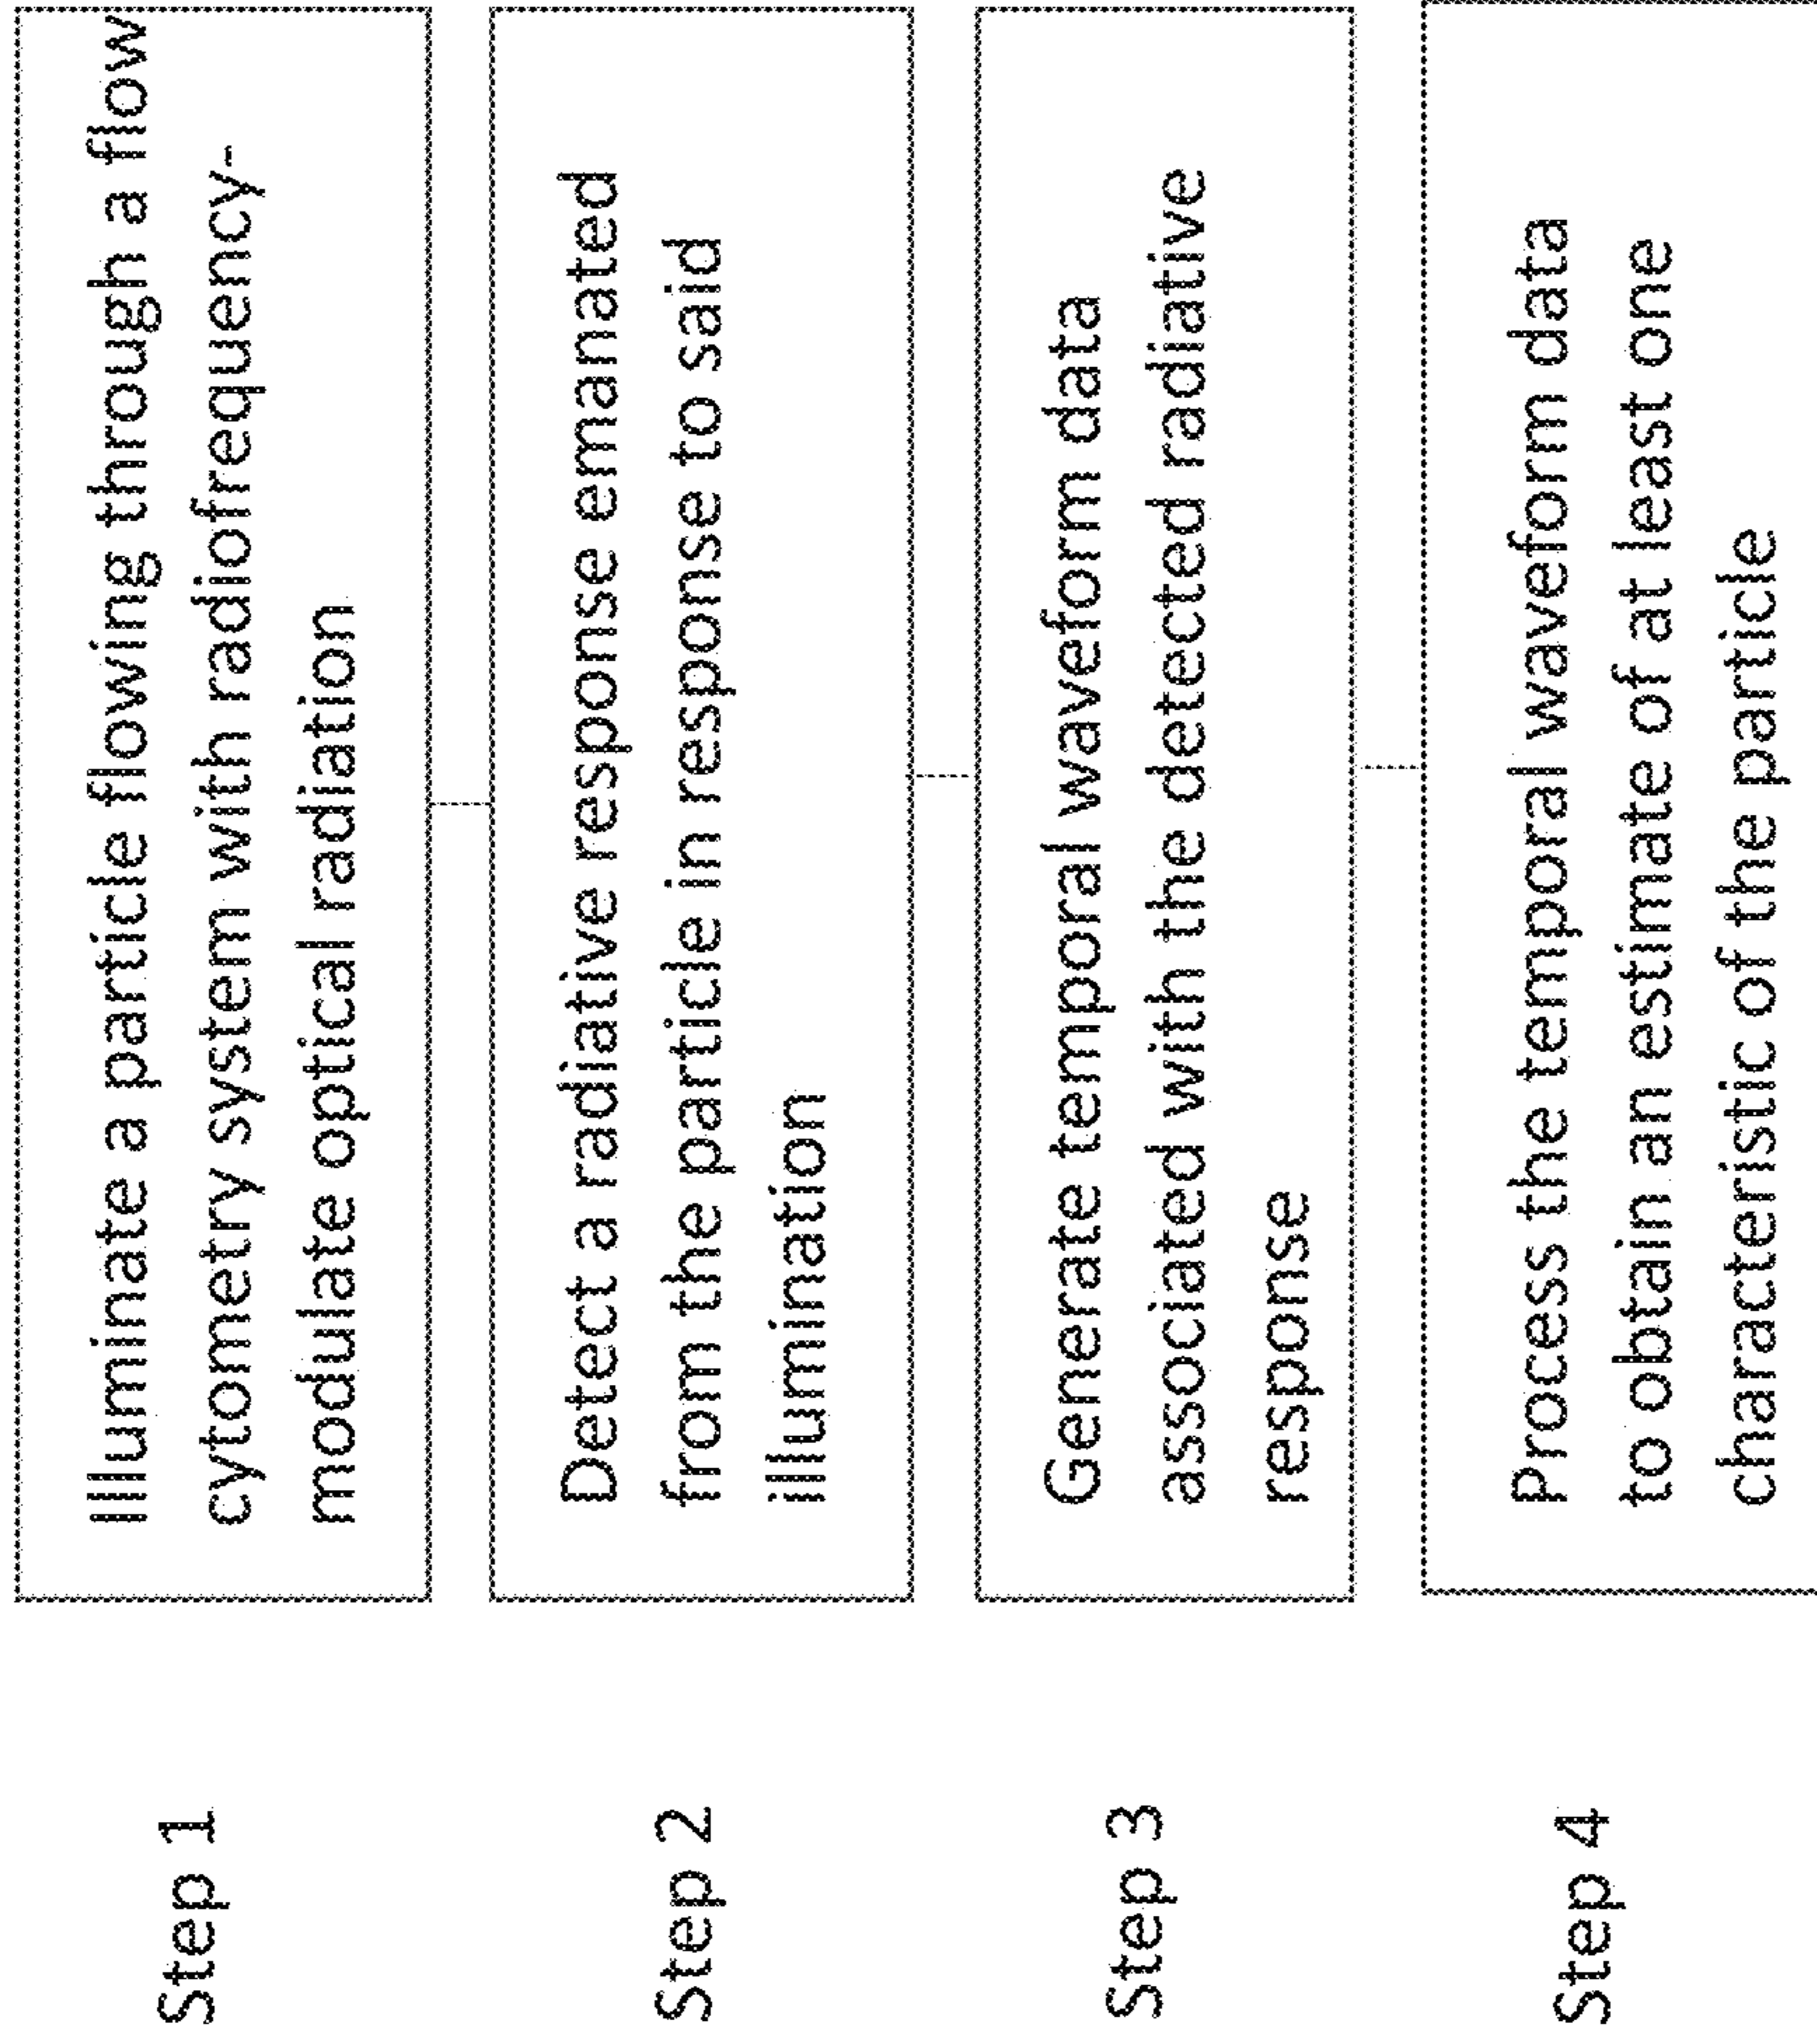 Step 1
Illuminate a particle flowing through a flow
cytometry system with radiofrequency-
modulate optical radiation
Step 2
Detect a radiative response emanated
from the particle in response to said
illumination
Step 3
Generate temporal waveform data
associated with the detected radiative
response
Step 4
Process the temporal waveform data
to obtain an estimate of at least one
characteristic of the particle